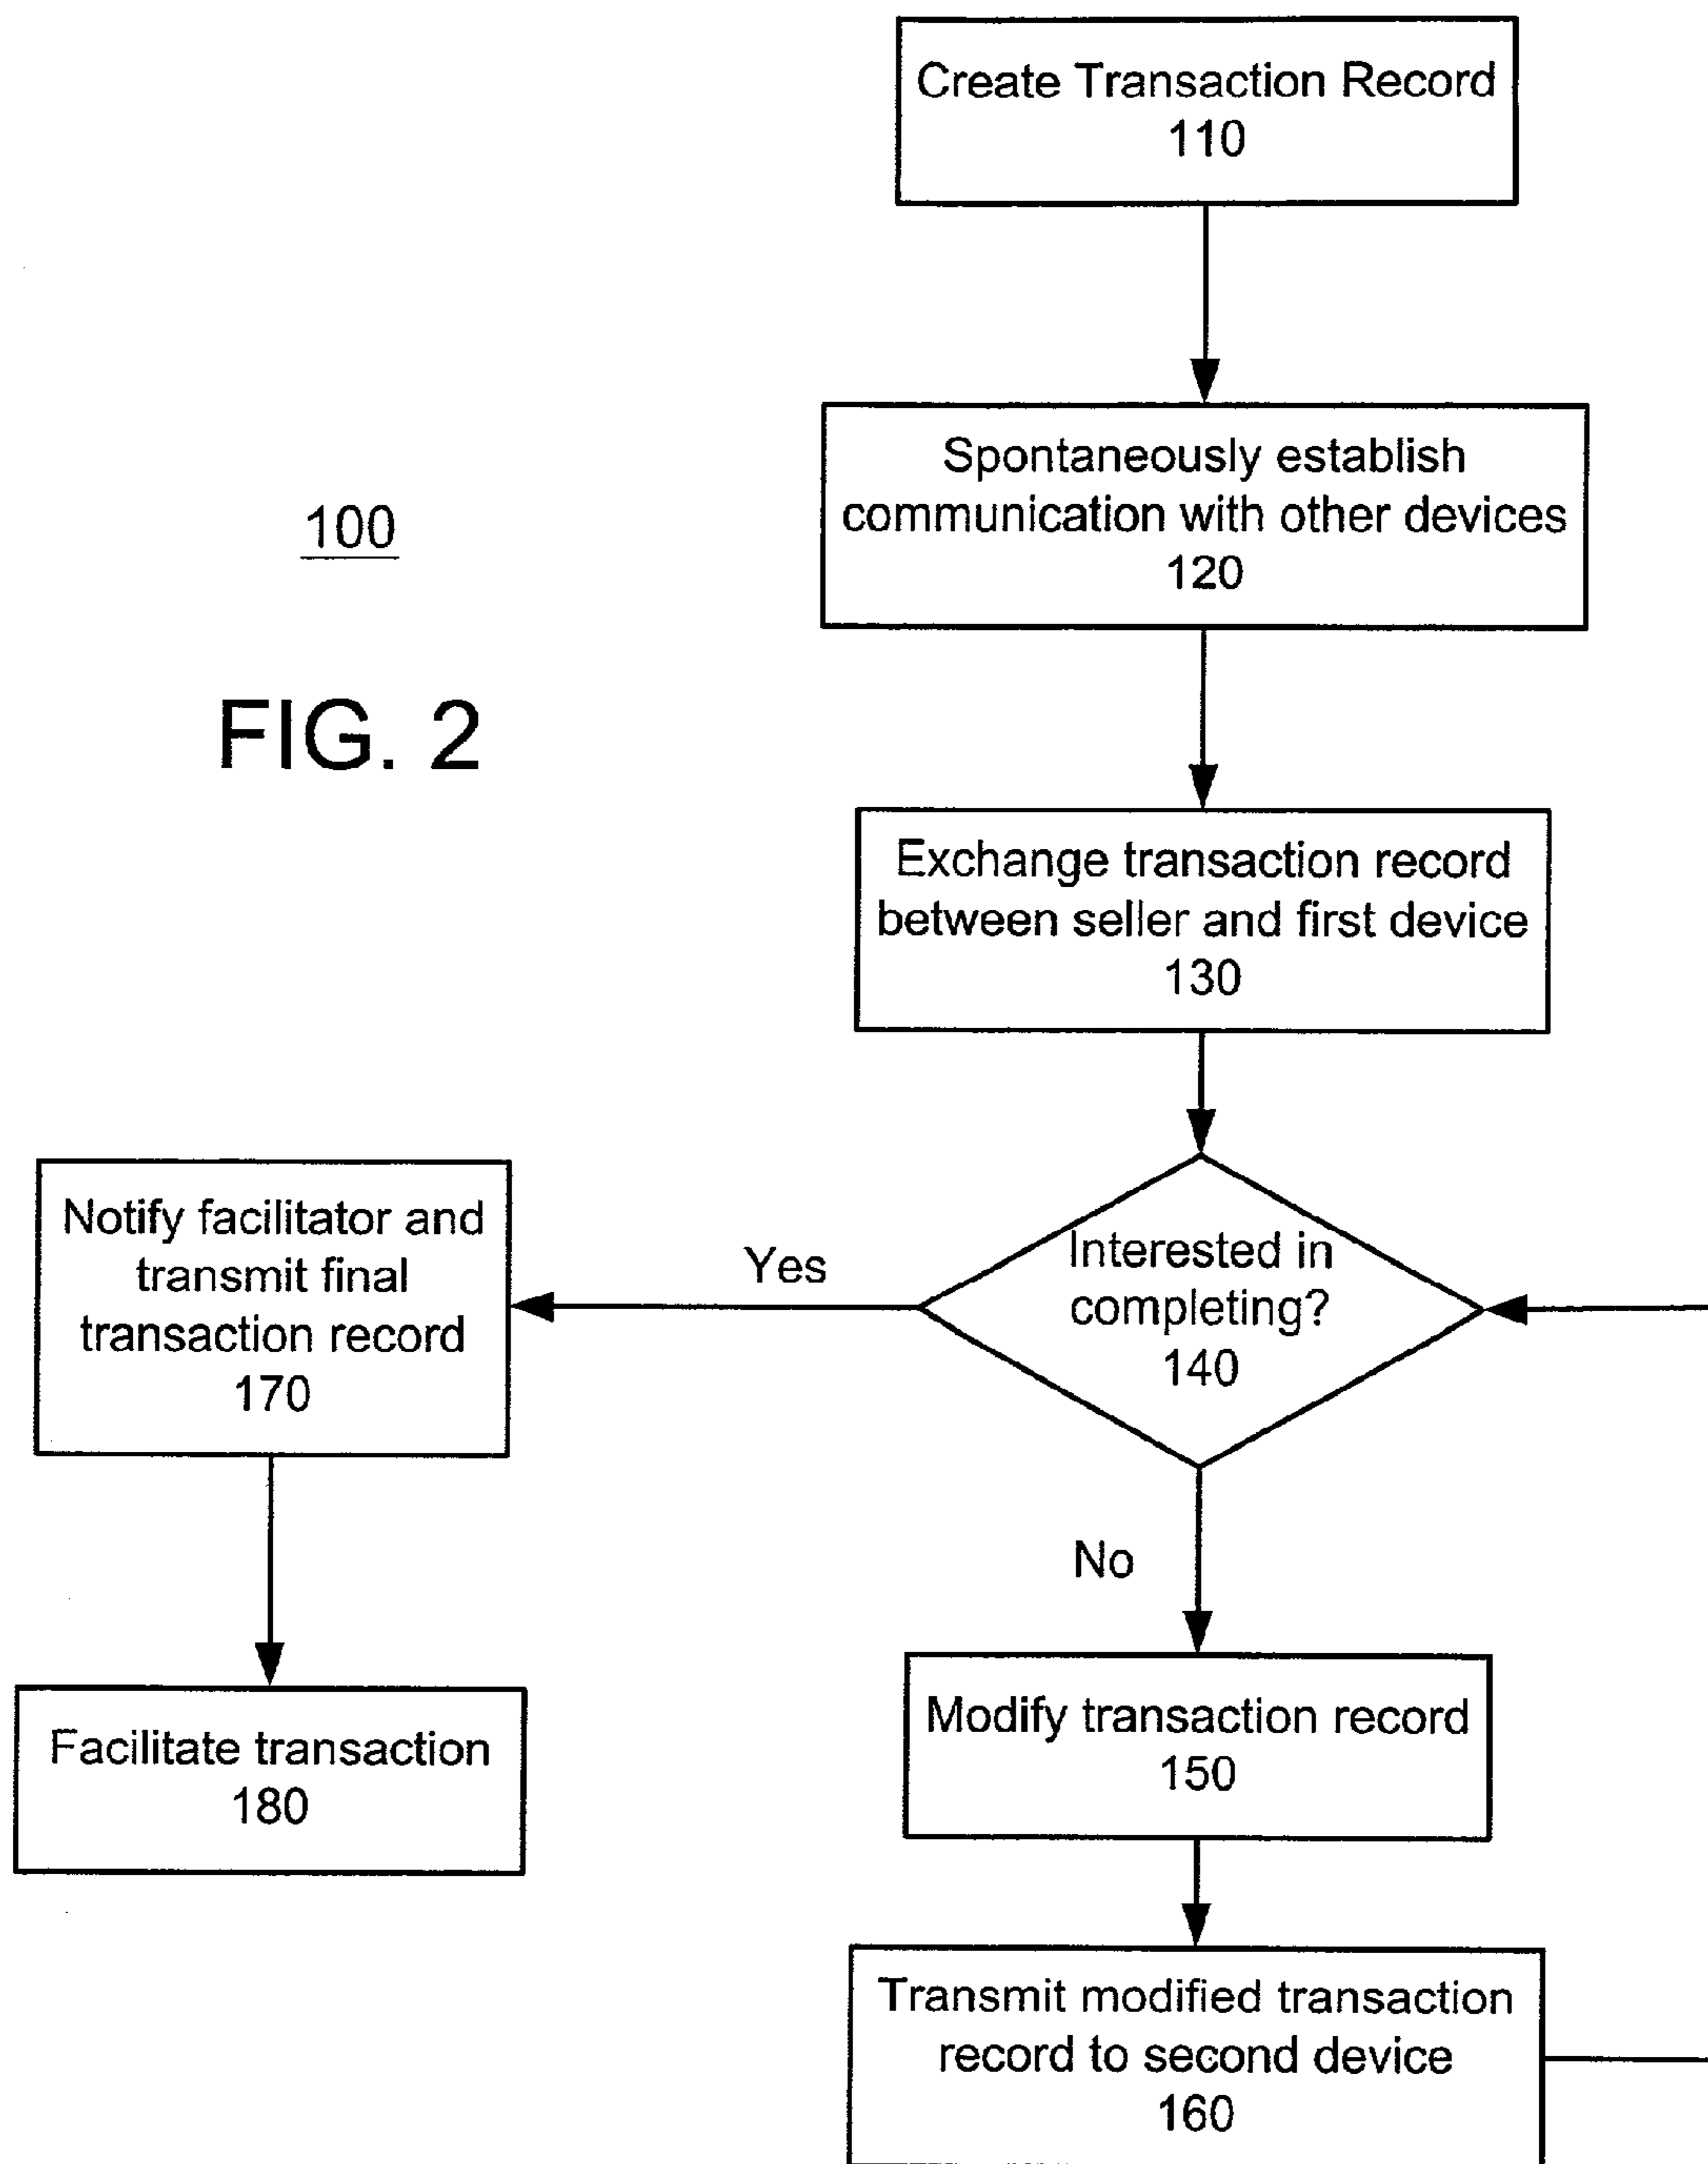 Create Transaction Record
110
Spontaneously establish
communication with other devices
120
100
FIG. 2
Exchange transaction record
between seller and first device
130
Interested in
completing?
140
Yes
Notify facilitator and
transmit final
transaction record
170
No
Facilitate transaction
180
Modify transaction record
150
Transmit modified transaction
record to second device
160